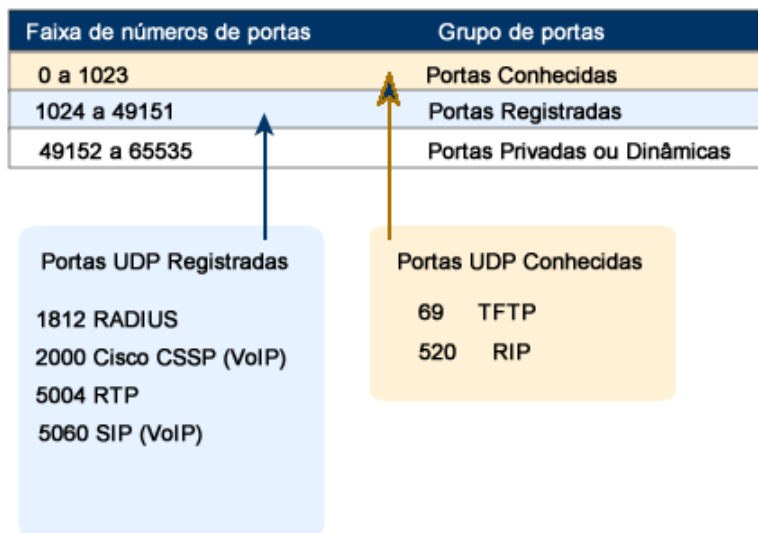 Faixa de números de portas Grupo de portas
0 a 1023 Portas Conhecidas
1024 a 49151 Portas Registradas
49152 a 65535 Portas Privadas ou Dinâmicas
Portas UDP Registradas
1812 RADIUS
2000 Cisco CSSP (VoIP)
5004 RTP
5060 SIP (VoIP)
Portas UDP Conhecidas
69 TFTP
520 RIP